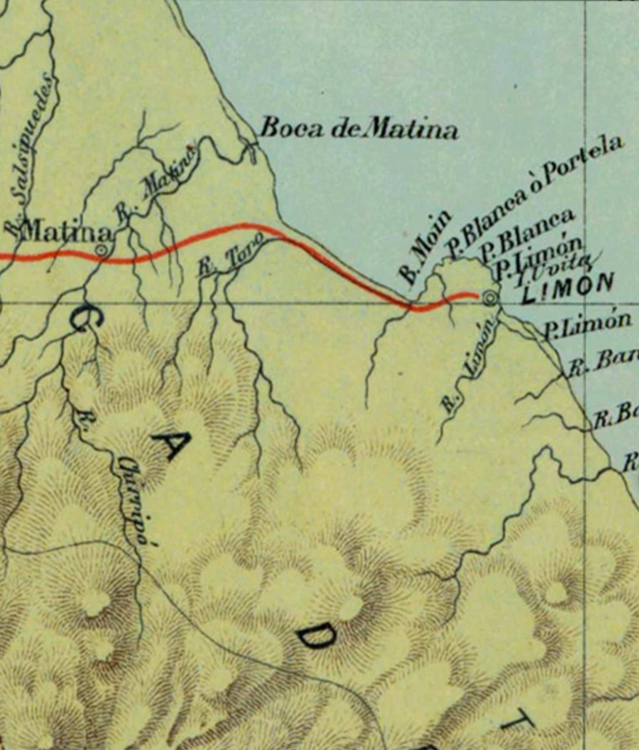 R. Salsipuedes
Boca de Matina
R. Matina
Matina
R. Toro
B. Moin
P. Blanca ò Portela
P. Blanca
P. Limón
I. Uvita
LIMON
P. Limón
R. Limón
R. Ban
R. Ba
R
R. Chirripó
C
A
D
T